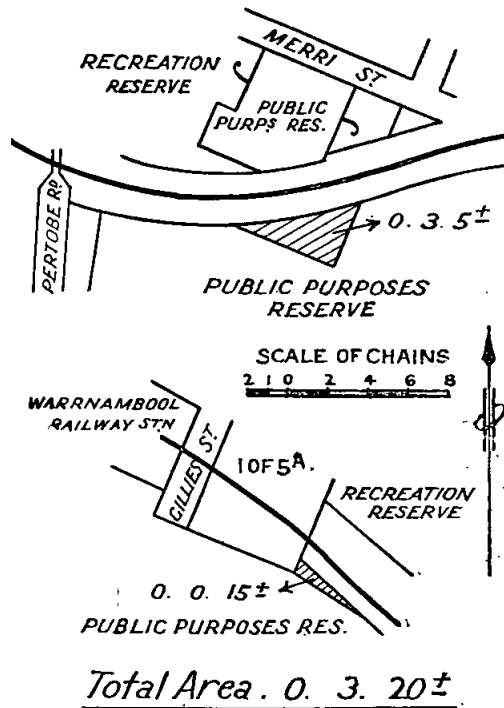 MERRI ST.
RECREATION
RESERVE
PUBLIC
PURPS RES.
PERTOBE RD
0. 3. 5±
PUBLIC PURPOSES
RESERVE
SCALE OF CHAINS
2 1 0 2 4 6 8
WARRNAMBOOL
RAILWAY STN
GILLIES ST.
1 OF 5A.
RECREATION
RESERVE
0. 0. 15±
PUBLIC PURPOSES RES.
Total Area. 0. 3. 20±